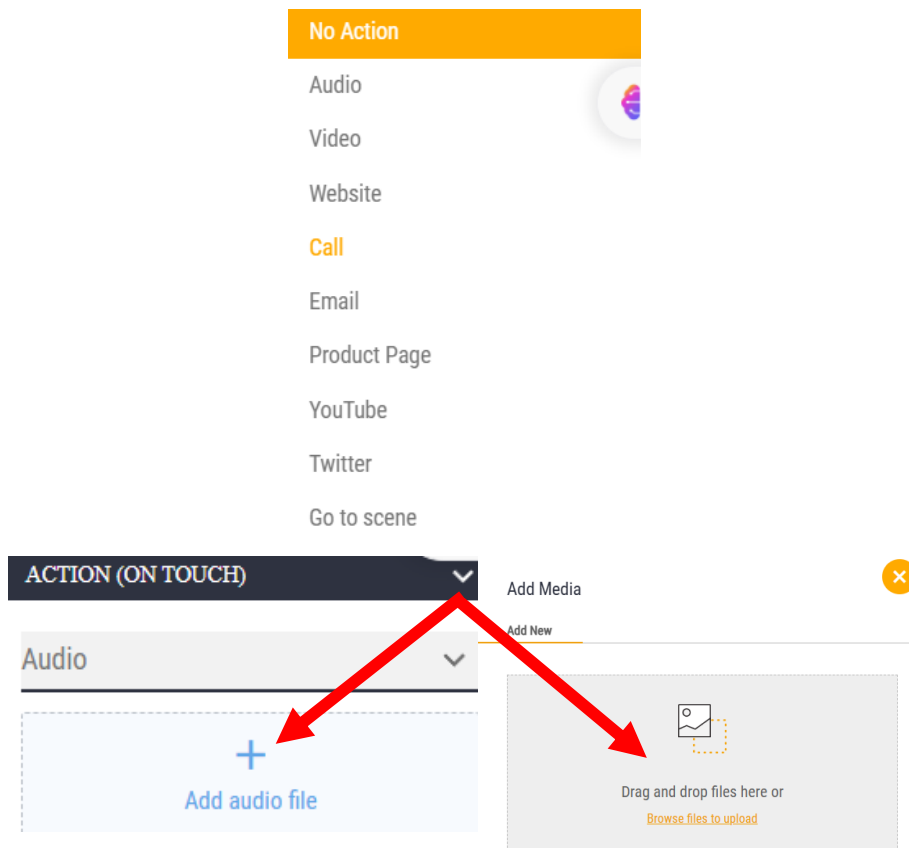 No Action
Audio
Video
Website
Call
Email
Product Page
YouTube
Twitter
Go to scene
ACTION (ON TOUCH)
Audio
Add audio file
Add Media
Add New
Drag and drop files here or
Browse files to upload